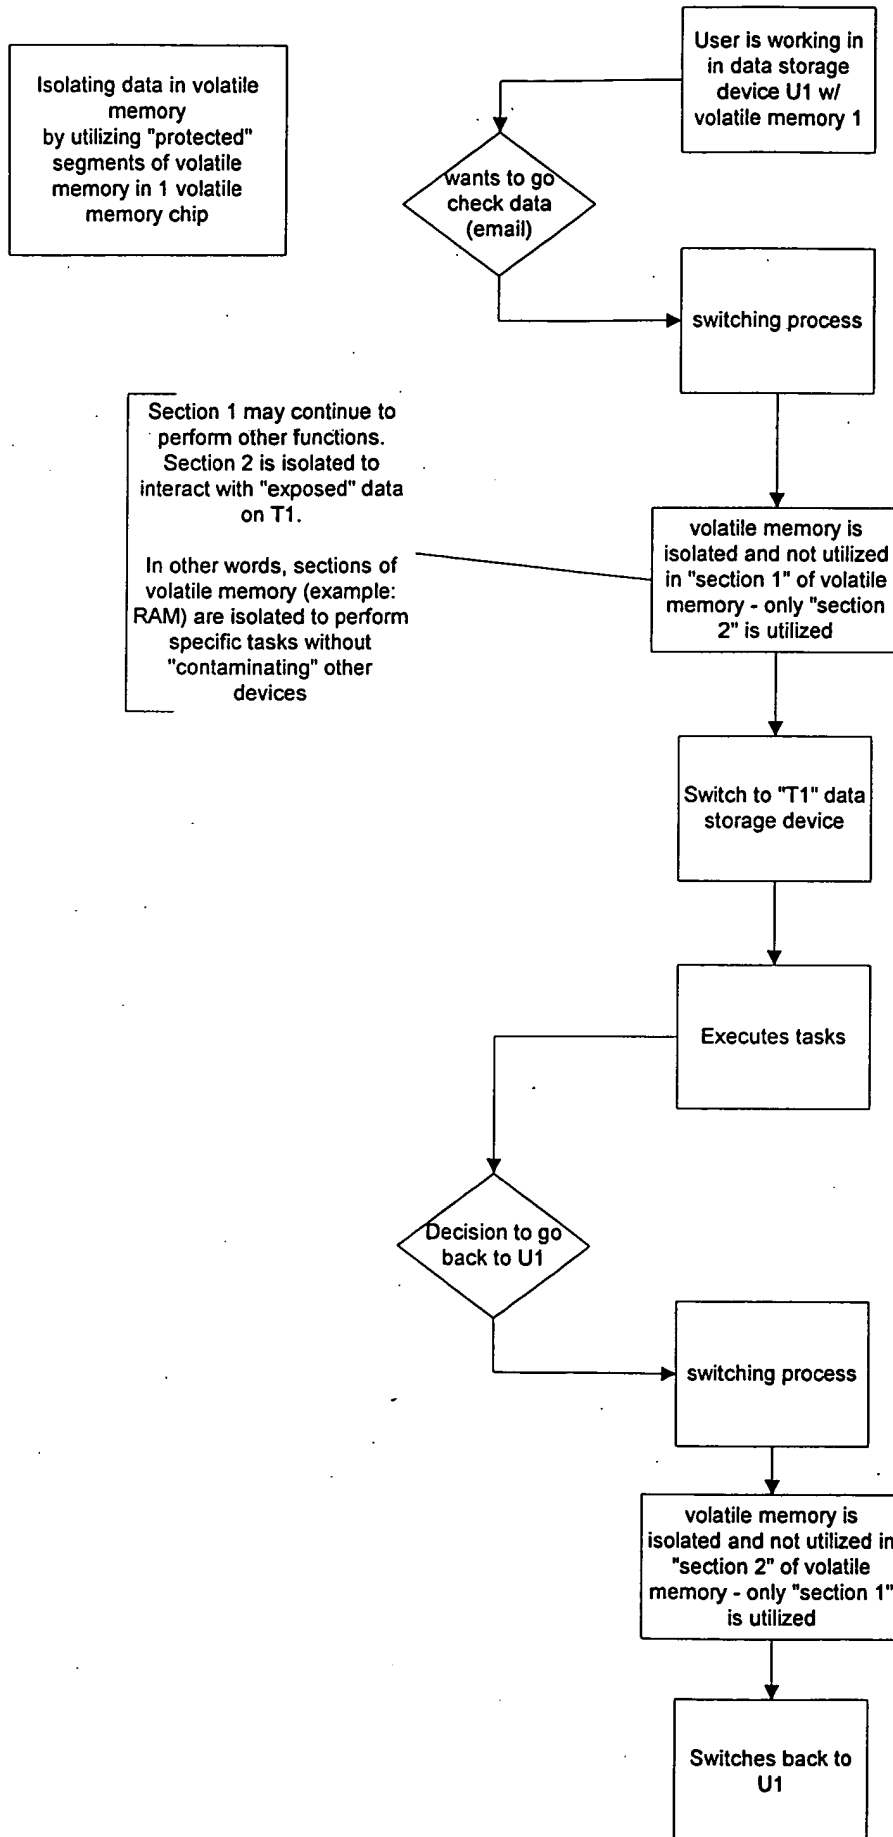 Isolating data in volatile
memory
by utilizing "protected"
segments of volatile
memory in 1 volatile
memory chip
User is working in
in data storage
device U1 w/
volatile memory 1
wants to go
check data
(email)
switching process
Section 1 may continue to
perform other functions.
Section 2 is isolated to
interact with "exposed" data
on T1.
In other words, sections of
volatile memory (example:
RAM) are isolated to perform
specific tasks without
"contaminating" other
devices
volatile memory is
isolated and not utilized
in "section 1" of volatile
memory - only "section
2" is utilized
Switch to "T1" data
storage device
Executes tasks
Decision to go
back to U1
switching process
volatile memory is
isolated and not utilized in
"section 2" of volatile
memory - only "section 1"
is utilized
Switches back to
U1